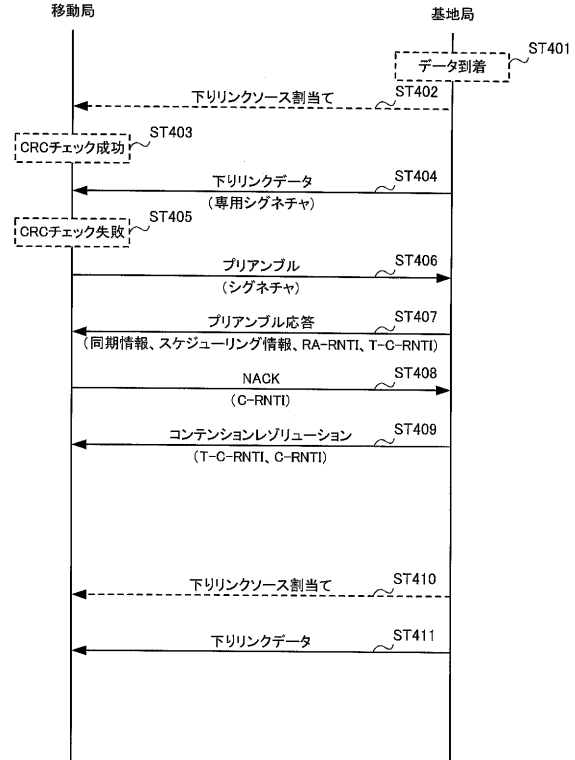 移動局
基地局
データ到着
ST401
下りリンクソース割当て
ST402
CRCチェック成功
ST403
下りリンクデータ
(専用シグネチャ)
ST404
CRCチェック失敗
ST405
プリアンブル
(シグネチャ)
ST406
プリアンブル応答
(同期情報、スケジューリング情報、RA-RNTI、T-C-RNTI)
ST407
NACK
(C-RNTI)
ST408
コンテンションレゾリューション
(T-C-RNTI、C-RNTI)
ST409
下りリンクソース割当て
ST410
下りリンクデータ
ST411